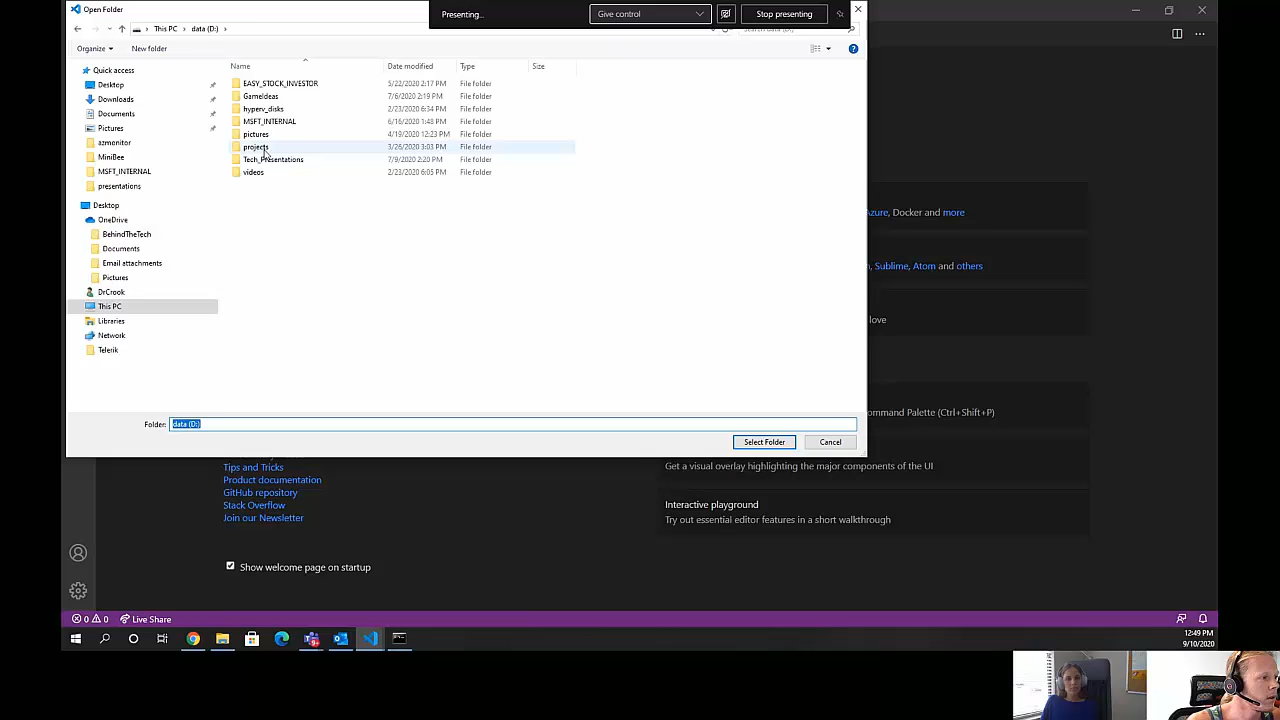 Open Folder
Presenting...
Give control
Stop presenting
This PC
data (D:)
Organize
New folder
Name
Date modified
Type
Size
Quick access
Desktop
Downloads
Documents
Pictures
azmonitor
MiniBee
MSFT_INTERNAL
presentations
Desktop
OneDrive
BehindTheTech
Documents
Email attachments
Pictures
DrCrook
This PC
Libraries
Network
Telerik
EASY_STOCK_INVESTOR 5/22/2020 2:17 PM File folder
GameIdeas 7/6/2020 2:19 PM File folder
hyperv_disks 2/23/2020 6:34 PM File folder
MSFT_INTERNAL 6/16/2020 1:48 PM File folder
pictures 4/19/2020 12:23 PM File folder
projects 3/26/2020 3:03 PM File folder
Tech_Presentations 7/9/2020 2:20 PM File folder
videos 2/23/2020 6:05 PM File folder
Folder: data (D:)
Select Folder
Cancel
Azure, Docker and more
Sublime, Atom and others
love
ommand Palette (Ctrl+Shift+P)
Get a visual overlay highlighting the major components of the UI
Interactive playground
Try out essential editor features in a short walkthrough
Tips and Tricks
Product documentation
GitHub repository
Stack Overflow
Join our Newsletter
Show welcome page on startup
0 0 Live Share
12:49 PM
9/10/2020